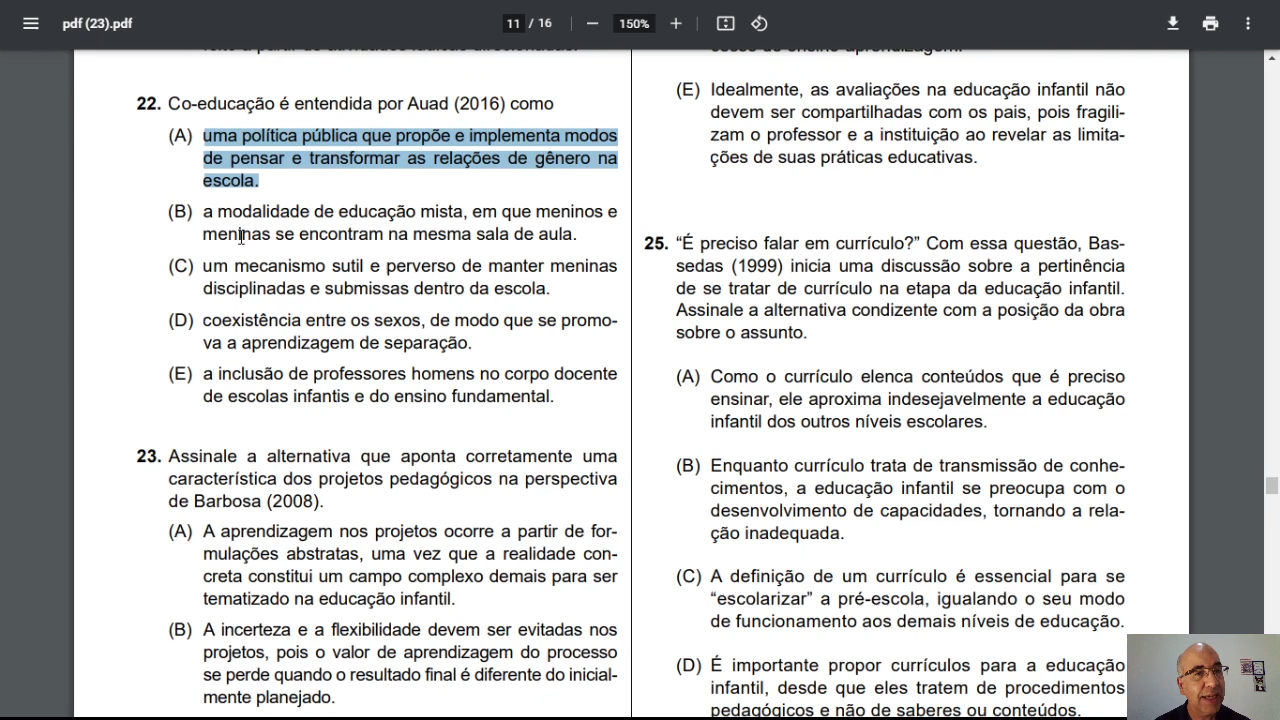 pdf (23).pdf
11 / 16
150%
22. Co-educação é entendida por Auad (2016) como
(A) uma política pública que propõe e implementa modos
de pensar e transformar as relações de gênero na
escola.
(B) a modalidade de educação mista, em que meninos e
meninas se encontram na mesma sala de aula.
(C) um mecanismo sutil e perverso de manter meninas
disciplinadas e submissas dentro da escola.
(D) coexistência entre os sexos, de modo que se promo-
va a aprendizagem de separação.
(E) a inclusão de professores homens no corpo docente
de escolas infantis e do ensino fundamental.
23. Assinale a alternativa que aponta corretamente uma
característica dos projetos pedagógicos na perspectiva
de Barbosa (2008).
(A) A aprendizagem nos projetos ocorre a partir de for-
mulações abstratas, uma vez que a realidade con-
creta constitui um campo complexo demais para ser
tematizado na educação infantil.
(B) A incerteza e a flexibilidade devem ser evitadas nos
projetos, pois o valor de aprendizagem do processo
se perde quando o resultado final é diferente do inicial-
mente planejado.
(E) Idealmente, as avaliações na educação infantil não
devem ser compartilhadas com os pais, pois fragili-
zam o professor e a instituição ao revelar as limita-
ções de suas práticas educativas.
25. “É preciso falar em currículo?” Com essa questão, Bas-
sedas (1999) inicia uma discussão sobre a pertinência
de se tratar de currículo na etapa da educação infantil.
Assinale a alternativa condizente com a posição da obra
sobre o assunto.
(A) Como o currículo elenca conteúdos que é preciso
ensinar, ele aproxima indesejavelmente a educação
infantil dos outros níveis escolares.
(B) Enquanto currículo trata de transmissão de conhe-
cimentos, a educação infantil se preocupa com o
desenvolvimento de capacidades, tornando a rela-
ção inadequada.
(C) A definição de um currículo é essencial para se
“escolarizar” a pré-escola, igualando o seu modo
de funcionamento aos demais níveis de educação.
(D) É importante propor currículos para a educação
infantil, desde que eles tratem de procedimentos
pedagógicos e não de saberes ou conteúdos.